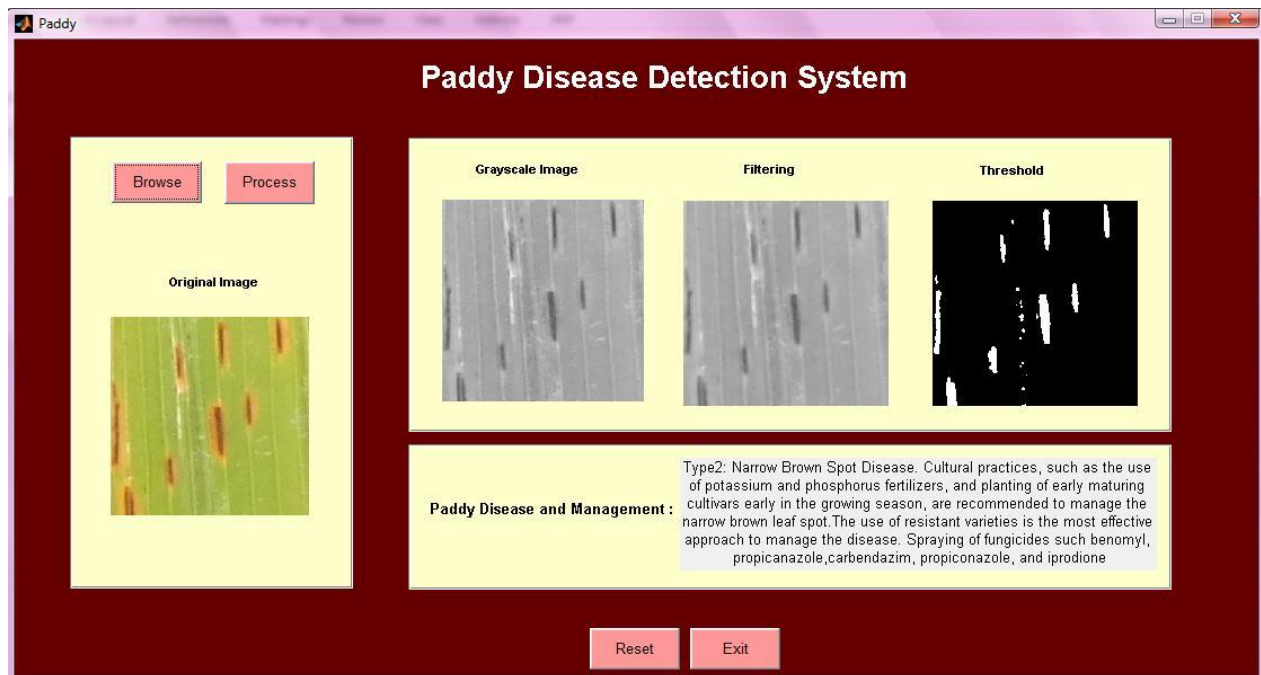 Paddy
Paddy Disease Detection System
Browse
Process
Original Image
Grayscale Image
Filtering
Threshold
Paddy Disease and Management :
Type2: Narrow Brown Spot Disease. Cultural practices, such as the use
of potassium and phosphorus fertilizers, and planting of early maturing
cultivars early in the growing season, are recommended to manage the
narrow brown leaf spot.The use of resistant varieties is the most effective
approach to manage the disease. Spraying of fungicides such benomyl,
propicanazole,carbendazim, propiconazole, and iprodione
Reset
Exit